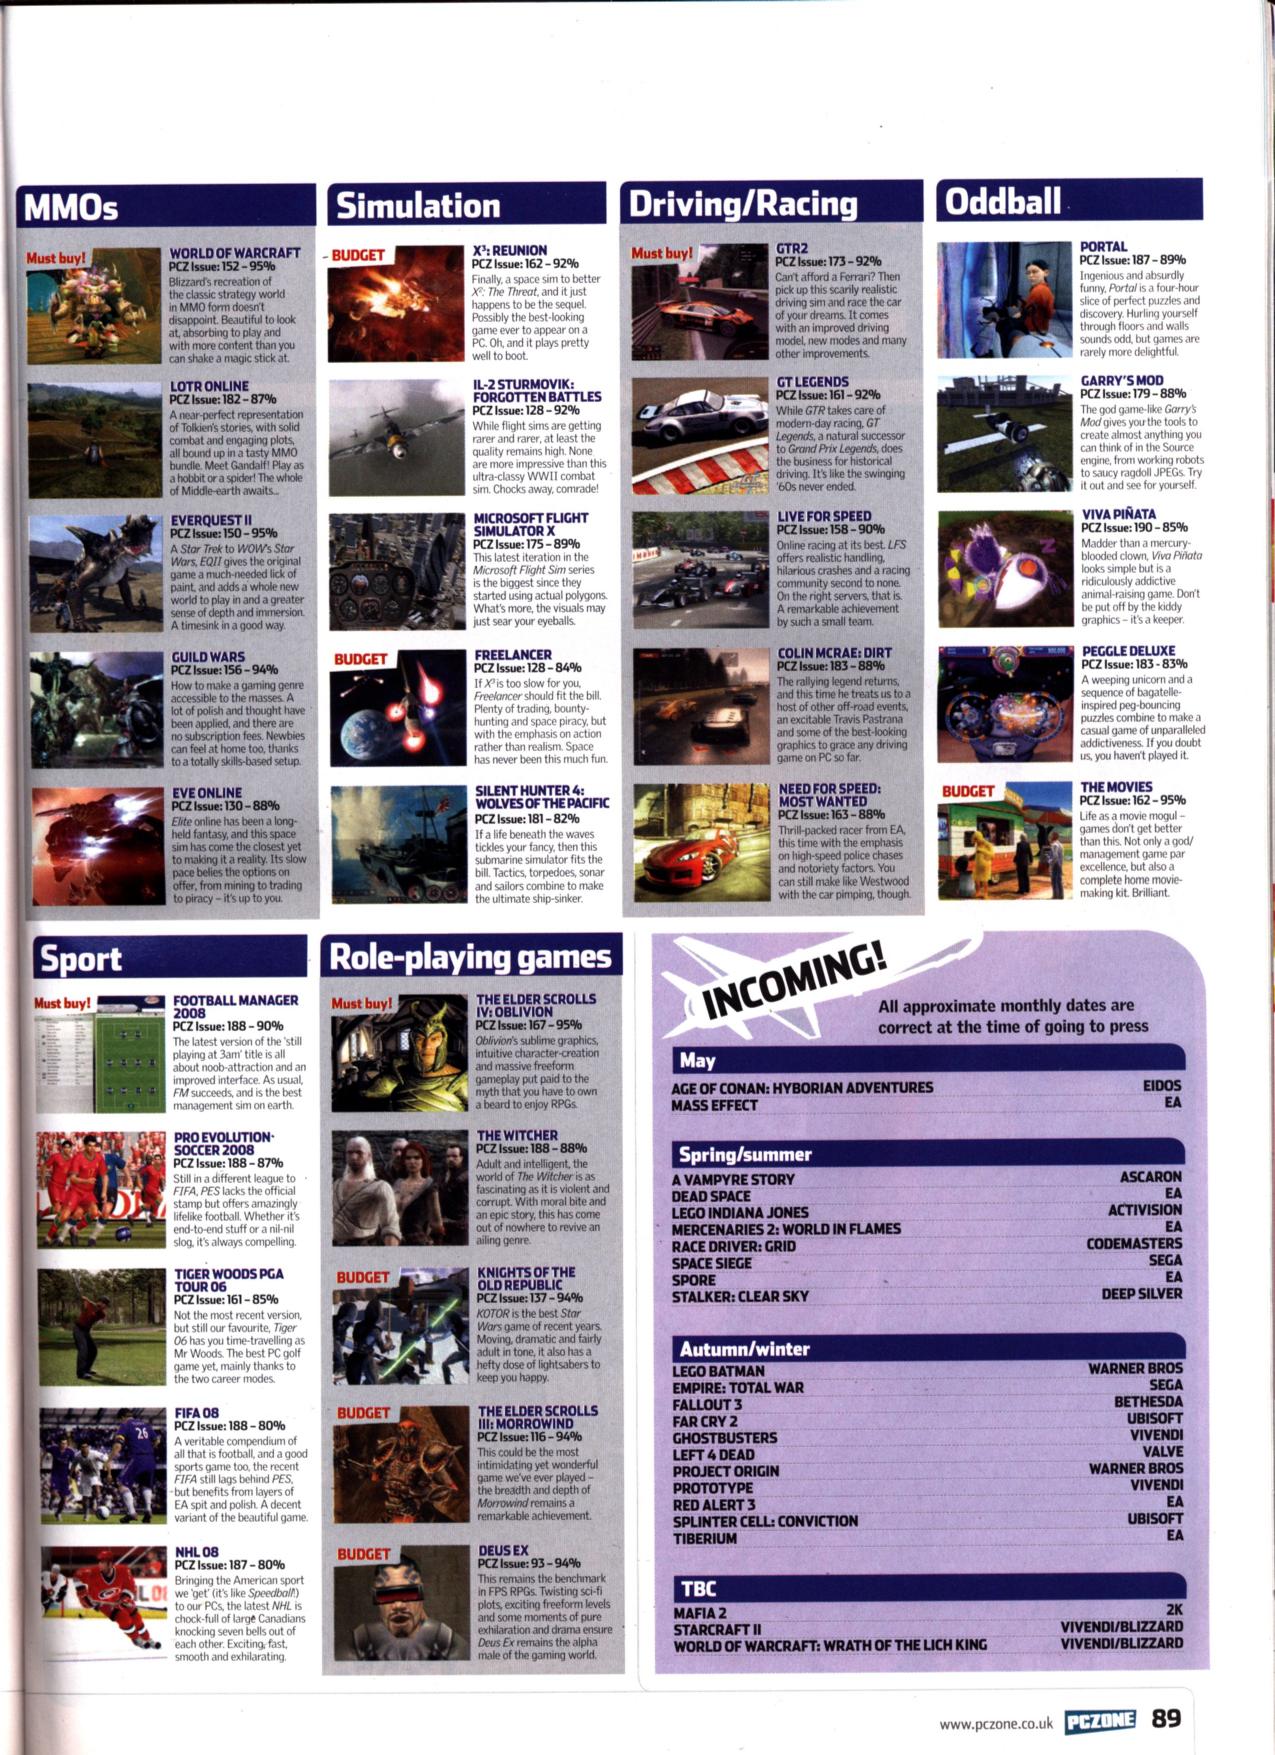 MMOs
Must buy!
WORLD OF WARCRAFT
PCZ Issue: 152 – 95%
Blizzard's recreation of
the classic strategy world
in MMO form doesn't
disappoint. Beautiful to look
at, absorbing to play and
with more content than you
can shake a magic stick at.
LOTR ONLINE
PCZ Issue: 182 – 87%
A near-perfect representation
of Tolkien's stories, with solid
combat and engaging plots,
all bound up in a tasty MMO
bundle. Meet Gandalf! Play as
a hobbit or a spider! The whole
of Middle-earth awaits...
EVERQUEST II
PCZ Issue: 150 – 95%
A Star Trek to WOW's Star
Wars, EQII gives the original
game a much-needed lick of
paint, and adds a whole new
world to play in and a greater
sense of depth and immersion.
A timesink in a good way.
GUILD WARS
PCZ Issue: 156 – 94%
How to make a gaming genre
accessible to the masses. A
lot of polish and thought have
been applied, and there are
no subscription fees. Newbies
can feel at home too, thanks
to a totally skills-based setup.
EVE ONLINE
PCZ Issue: 130 – 88%
Elite online has been a long-
held fantasy, and this space
sim has come the closest yet
to making it a reality. Its slow
pace belies the options on
offer, from mining to trading
to piracy – it's up to you.
Simulation
BUDGET
X³: REUNION
PCZ Issue: 162 – 92%
Finally, a space sim to better
X²: The Threat, and it just
happens to be the sequel.
Possibly the best-looking
game ever to appear on a
PC. Oh, and it plays pretty
well to boot.
IL-2 STURMOVIK:
FORGOTTEN BATTLES
PCZ Issue: 128 – 92%
While flight sims are getting
rarer and rarer, at least the
quality remains high. None
are more impressive than this
ultra-classy WWII combat
sim. Chocks away, comrade!
MICROSOFT FLIGHT
SIMULATOR X
PCZ Issue: 175 – 89%
This latest iteration in the
Microsoft Flight Sim series
is the biggest since they
started using actual polygons.
What's more, the visuals may
just sear your eyeballs.
BUDGET
FREELANCER
PCZ Issue: 128 – 84%
If X³ is too slow for you,
Freelancer should fit the bill.
Plenty of trading, bounty-
hunting and space piracy, but
with the emphasis on action
rather than realism. Space
has never been this much fun.
SILENT HUNTER 4:
WOLVES OF THE PACIFIC
PCZ Issue: 181 – 82%
If a life beneath the waves
tickles your fancy, then this
submarine simulator fits the
bill. Tactics, torpedoes, sonar
and sailors combine to make
the ultimate ship-sinker.
Driving/Racing
Must buy!
GTR2
PCZ Issue: 173 – 92%
Can't afford a Ferrari? Then
pick up this scarily realistic
driving sim and race the car
of your dreams. It comes
with an improved driving
model, new modes and many
other improvements.
GT LEGENDS
PCZ Issue: 161 – 92%
While GTR takes care of
modern-day racing, GT
Legends, a natural successor
to Grand Prix Legends, does
the business for historical
driving. It's like the swinging
'60s never ended.
LIVE FOR SPEED
PCZ Issue: 158 – 90%
Online racing at its best. LFS
offers realistic handling,
hilarious crashes and a racing
community second to none.
On the right servers, that is.
A remarkable achievement
by such a small team.
COLIN MCRAE: DIRT
PCZ Issue: 183 – 88%
The rallying legend returns,
and this time he treats us to a
host of other off-road events,
an excitable Travis Pastrana
and some of the best-looking
graphics to grace any driving
game on PC so far.
NEED FOR SPEED:
MOST WANTED
PCZ Issue: 163 – 88%
Thrill-packed racer from EA,
this time with the emphasis
on high-speed police chases
and notoriety factors. You
can still make like Westwood
with the car pimping, though.
Oddball
PORTAL
PCZ Issue: 187 – 89%
Ingenious and absurdly
funny, Portal is a four-hour
slice of perfect puzzles and
discovery. Hurling yourself
through floors and walls
sounds odd, but games are
rarely more delightful.
GARRY'S MOD
PCZ Issue: 179 – 88%
The god game-like Garry's
Mod gives you the tools to
create almost anything you
can think of in the Source
engine, from working robots
to saucy ragdoll JPEGs. Try
it out and see for yourself.
VIVA PIÑATA
PCZ Issue: 190 – 85%
Madder than a mercury-
blooded clown, Viva Piñata
looks simple but is a
ridiculously addictive
animal-raising game. Don't
be put off by the kiddy
graphics – it's a keeper.
PEGGLE DELUXE
PCZ Issue: 183 - 83%
A weeping unicorn and a
sequence of bagatelle-
inspired peg-bouncing
puzzles combine to make a
casual game of unparalleled
addictiveness. If you doubt
us, you haven't played it.
BUDGET
THE MOVIES
PCZ Issue: 162 – 95%
Life as a movie mogul –
games don't get better
than this. Not only a god/
management game par
excellence, but also a
complete home movie-
making kit. Brilliant.
Sport
Must buy!
FOOTBALL MANAGER
2008
PCZ Issue: 188 – 90%
The latest version of the 'still
playing at 3am' title is all
about noob-attraction and an
improved interface. As usual,
FM succeeds, and is the best
management sim on earth.
PRO EVOLUTION
SOCCER 2008
PCZ Issue: 188 – 87%
Still in a different league to
FIFA, PES lacks the official
stamp but offers amazingly
lifelike football. Whether it's
end-to-end stuff or a nil-nil
slog, it's always compelling.
TIGER WOODS PGA
TOUR 06
PCZ Issue: 161 – 85%
Not the most recent version,
but still our favourite, Tiger
06 has you time-travelling as
Mr Woods. The best PC golf
game yet, mainly thanks to
the two career modes.
FIFA 08
PCZ Issue: 188 – 80%
A veritable compendium of
all that is football, and a good
sports game too, the recent
FIFA still lags behind PES,
but benefits from layers of
EA spit and polish. A decent
variant of the beautiful game.
26
NHL 08
PCZ Issue: 187 – 80%
Bringing the American sport
we 'get' (it's like Speedball!)
to our PCs, the latest NHL is
chock-full of large Canadians
knocking seven bells out of
each other. Exciting, fast,
smooth and exhilarating.
Role-playing games
Must buy!
THE ELDER SCROLLS
IV: OBLIVION
PCZ Issue: 167 – 95%
Oblivion's sublime graphics,
intuitive character-creation
and massive freeform
gameplay put paid to the
myth that you have to own
a beard to enjoy RPGs.
THE WITCHER
PCZ Issue: 188 – 88%
Adult and intelligent, the
world of The Witcher is as
fascinating as it is violent and
corrupt. With moral bite and
an epic story, this has come
out of nowhere to revive an
ailing genre.
BUDGET
KNIGHTS OF THE
OLD REPUBLIC
PCZ Issue: 137 – 94%
KOTOR is the best Star
Wars game of recent years.
Moving, dramatic and fairly
adult in tone, it also has a
hefty dose of lightsabers to
keep you happy.
BUDGET
THE ELDER SCROLLS
III: MORROWIND
PCZ Issue: 116 – 94%
This could be the most
intimidating yet wonderful
game we've ever played –
the breadth and depth of
Morrowind remains a
remarkable achievement.
BUDGET
DEUS EX
PCZ Issue: 93 – 94%
This remains the benchmark
in FPS RPGs. Twisting sci-fi
plots, exciting freeform levels
and some moments of pure
exhilaration and drama ensure
Deus Ex remains the alpha
male of the gaming world.
INCOMING!
All approximate monthly dates are
correct at the time of going to press
May
AGE OF CONAN: HYBORIAN ADVENTURES EIDOS
MASS EFFECT EA
Spring/summer
A VAMPYRE STORY ASCARON
DEAD SPACE EA
LEGO INDIANA JONES ACTIVISION
MERCENARIES 2: WORLD IN FLAMES EA
RACE DRIVER: GRID CODEMASTERS
SPACE SIEGE SEGA
SPORE EA
STALKER: CLEAR SKY DEEP SILVER
Autumn/winter
LEGO BATMAN WARNER BROS
EMPIRE: TOTAL WAR SEGA
FALLOUT 3 BETHESDA
FAR CRY 2 UBISOFT
GHOSTBUSTERS VIVENDI
LEFT 4 DEAD VALVE
PROJECT ORIGIN WARNER BROS
PROTOTYPE VIVENDI
RED ALERT 3 EA
SPLINTER CELL: CONVICTION UBISOFT
TIBERIUM EA
TBC
MAFIA 2 2K
STARCRAFT II VIVENDI/BLIZZARD
WORLD OF WARCRAFT: WRATH OF THE LICH KING VIVENDI/BLIZZARD
www.pczone.co.uk PCZONE 89